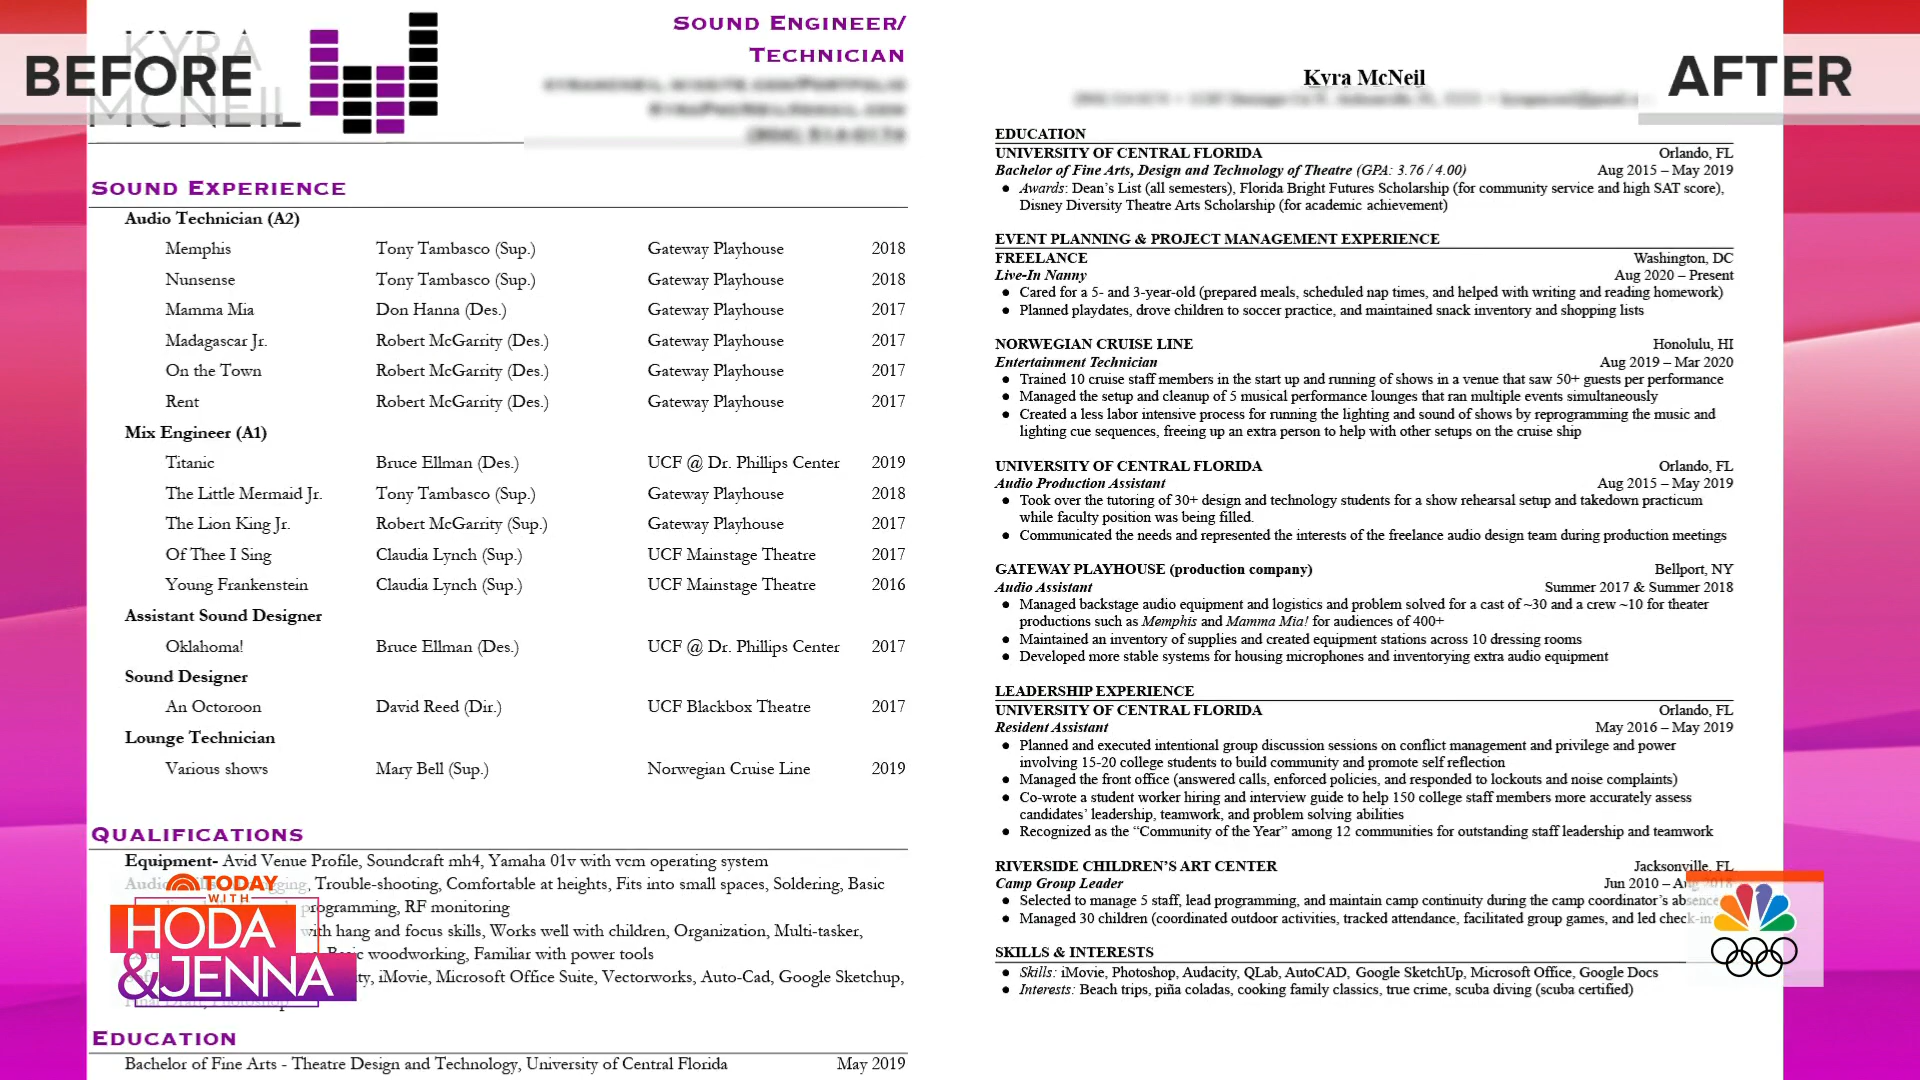 BEFORE
KYRA
MCNEIL
SOUND ENGINEER/
TECHNICIAN
SOUND EXPERIENCE
Audio Technician (A2)
Memphis Tony Tambasco (Sup.) Gateway Playhouse 2018
Nunsense Tony Tambasco (Sup.) Gateway Playhouse 2018
Mamma Mia Don Hanna (Des.) Gateway Playhouse 2017
Madagascar Jr. Robert McGarrity (Des.) Gateway Playhouse 2017
On the Town Robert McGarrity (Des.) Gateway Playhouse 2017
Rent Robert McGarrity (Des.) Gateway Playhouse 2017
Mix Engineer (A1)
Titanic Bruce Ellman (Des.) UCF @ Dr. Phillips Center 2019
The Little Mermaid Jr. Tony Tambasco (Sup.) Gateway Playhouse 2018
The Lion King Jr. Robert McGarrity (Sup.) Gateway Playhouse 2017
Of Thee I Sing Claudia Lynch (Sup.) UCF Mainstage Theatre 2017
Young Frankenstein Claudia Lynch (Sup.) UCF Mainstage Theatre 2016
Assistant Sound Designer
Oklahoma! Bruce Ellman (Des.) UCF @ Dr. Phillips Center 2017
Sound Designer
An Octoroon David Reed (Dir.) UCF Blackbox Theatre 2017
Lounge Technician
Various shows Mary Bell (Sup.) Norwegian Cruise Line 2019
QUALIFICATIONS
Equipment- Avid Venue Profile, Soundcraft mh4, Yamaha 01v with vcm operating system
Trouble-shooting, Comfortable at heights, Fits into small spaces, Soldering, Basic
programming, RF monitoring
with hang and focus skills, Works well with children, Organization, Multi-tasker,
woodworking, Familiar with power tools
iMovie, Microsoft Office Suite, Vectorworks, Auto-Cad, Google Sketchup,
TODAY
WITH
HODA
&JENNA
EDUCATION
Bachelor of Fine Arts - Theatre Design and Technology, University of Central Florida May 2019
AFTER
Kyra McNeil
EDUCATION
UNIVERSITY OF CENTRAL FLORIDA Orlando, FL
Bachelor of Fine Arts, Design and Technology of Theatre (GPA: 3.76 / 4.00) Aug 2015 – May 2019
● Awards: Dean's List (all semesters), Florida Bright Futures Scholarship (for community service and high SAT score),
Disney Diversity Theatre Arts Scholarship (for academic achievement)
EVENT PLANNING & PROJECT MANAGEMENT EXPERIENCE
FREELANCE Washington, DC
Live-In Nanny Aug 2020 – Present
● Cared for a 5- and 3-year-old (prepared meals, scheduled nap times, and helped with writing and reading homework)
● Planned playdates, drove children to soccer practice, and maintained snack inventory and shopping lists
NORWEGIAN CRUISE LINE Honolulu, HI
Entertainment Technician Aug 2019 – Mar 2020
● Trained 10 cruise staff members in the start up and running of shows in a venue that saw 50+ guests per performance
● Managed the setup and cleanup of 5 musical performance lounges that ran multiple events simultaneously
● Created a less labor intensive process for running the lighting and sound of shows by reprogramming the music and
lighting cue sequences, freeing up an extra person to help with other setups on the cruise ship
UNIVERSITY OF CENTRAL FLORIDA Orlando, FL
Audio Production Assistant Aug 2015 – May 2019
● Took over the tutoring of 30+ design and technology students for a show rehearsal setup and takedown practicum
while faculty position was being filled.
● Communicated the needs and represented the interests of the freelance audio design team during production meetings
GATEWAY PLAYHOUSE (production company) Bellport, NY
Audio Assistant Summer 2017 & Summer 2018
● Managed backstage audio equipment and logistics and problem solved for a cast of ~30 and a crew ~10 for theater
productions such as Memphis and Mamma Mia! for audiences of 400+
● Maintained an inventory of supplies and created equipment stations across 10 dressing rooms
● Developed more stable systems for housing microphones and inventorying extra audio equipment
LEADERSHIP EXPERIENCE
UNIVERSITY OF CENTRAL FLORIDA Orlando, FL
Resident Assistant May 2016 – May 2019
● Planned and executed intentional group discussion sessions on conflict management and privilege and power
involving 15-20 college students to build community and promote self reflection
● Managed the front office (answered calls, enforced policies, and responded to lockouts and noise complaints)
● Co-wrote a student worker hiring and interview guide to help 150 college staff members more accurately assess
candidates' leadership, teamwork, and problem solving abilities
● Recognized as the “Community of the Year” among 12 communities for outstanding staff leadership and teamwork
RIVERSIDE CHILDREN'S ART CENTER Jacksonville, FL
Camp Group Leader Jun 2010 – Aug 2018
● Selected to manage 5 staff, lead programming, and maintain camp continuity during the camp coordinator's absence
● Managed 30 children (coordinated outdoor activities, tracked attendance, facilitated group games, and led check-in
SKILLS & INTERESTS
● Skills: iMovie, Photoshop, Audacity, QLab, AutoCAD, Google SketchUp, Microsoft Office, Google Docs
● Interests: Beach trips, piña coladas, cooking family classics, true crime, scuba diving (scuba certified)